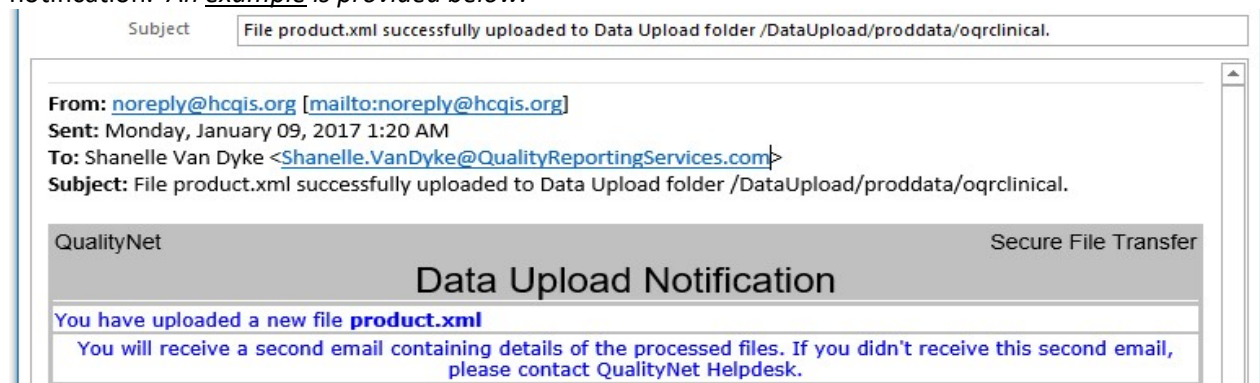 notification. An example is provided below.
Subject File product.xml successfully uploaded to Data Upload folder /DataUpload/proddata/oqrclinical.
From: noreply@hcqis.org [mailto:noreply@hcqis.org]
Sent: Monday, January 09, 2017 1:20 AM
To: Shanelle Van Dyke <Shanelle.VanDyke@QualityReportingServices.com>
Subject: File product.xml successfully uploaded to Data Upload folder /DataUpload/proddata/oqrclinical.
QualityNet Secure File Transfer
Data Upload Notification
You have uploaded a new file product.xml
You will receive a second email containing details of the processed files. If you didn't receive this second email,
please contact QualityNet Helpdesk.